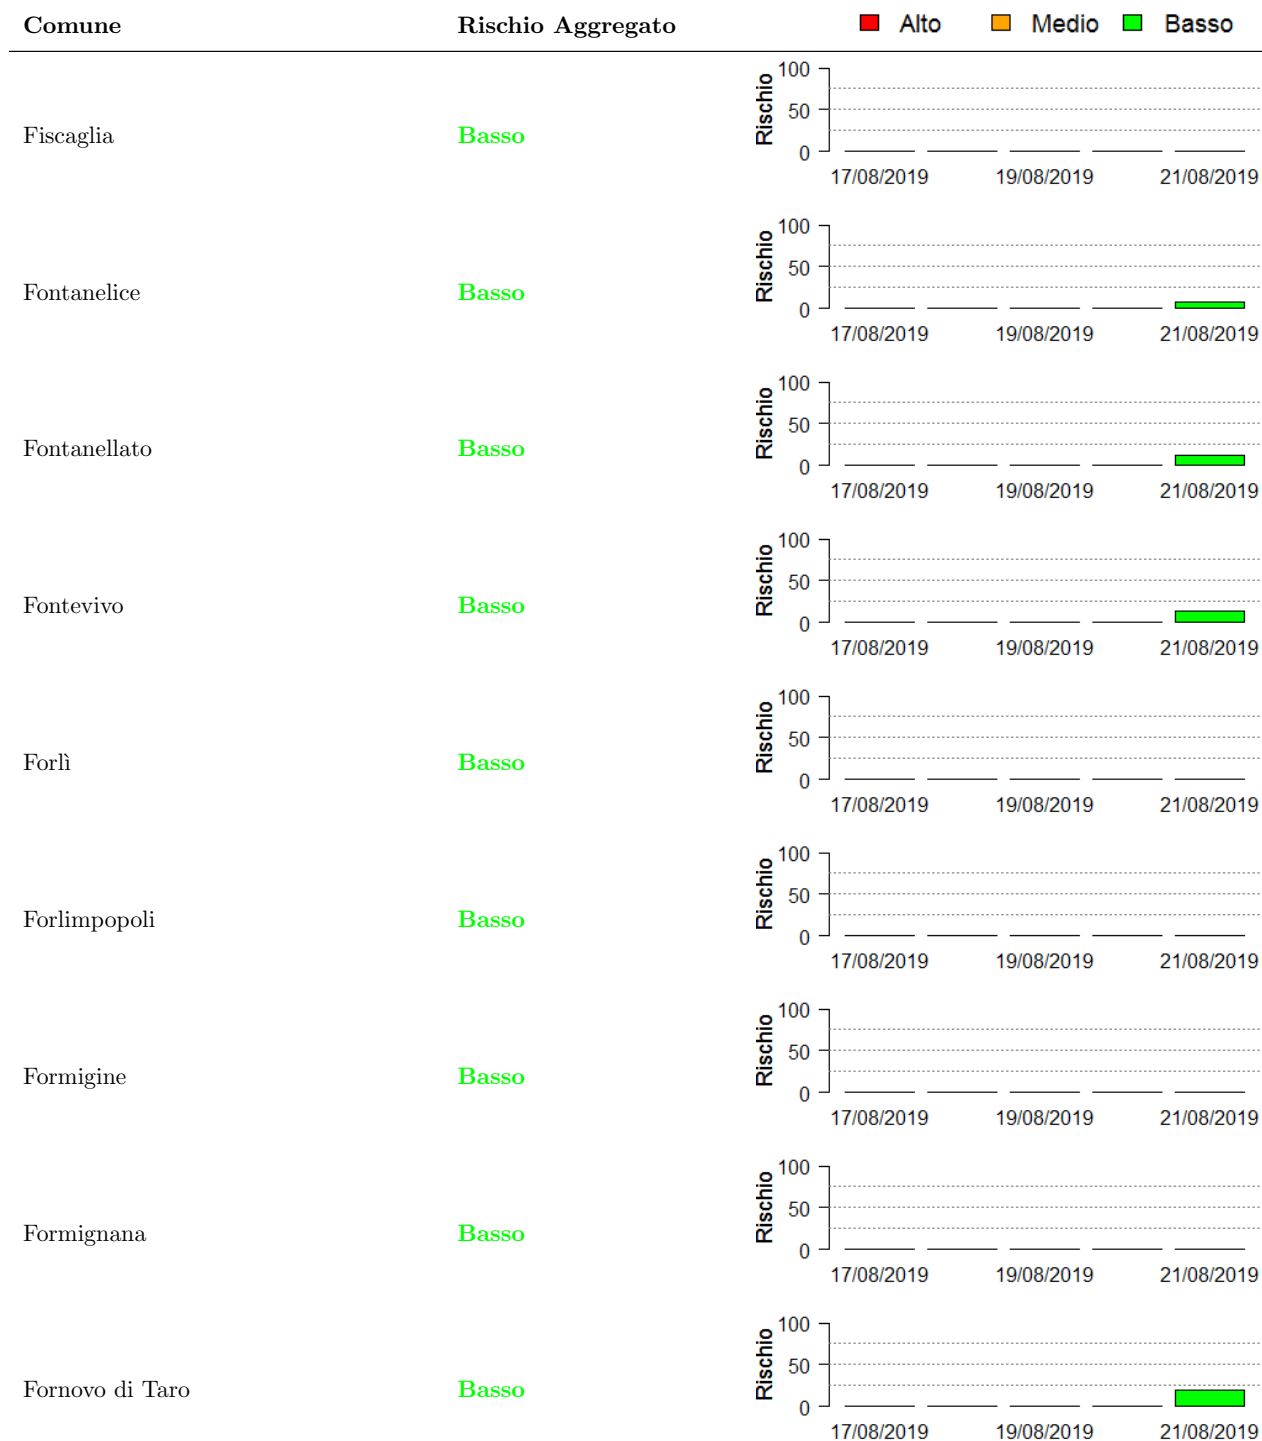 Comune Rischio Aggregato Alto Medio Basso
Fiscaglia Basso
Rischio
100
50
0
17/08/2019 19/08/2019 21/08/2019
Fontanelice Basso
Rischio
100
50
0
17/08/2019 19/08/2019 21/08/2019
Fontanellato Basso
Rischio
100
50
0
17/08/2019 19/08/2019 21/08/2019
Fontevivo Basso
Rischio
100
50
0
17/08/2019 19/08/2019 21/08/2019
Forlì Basso
Rischio
100
50
0
17/08/2019 19/08/2019 21/08/2019
Forlimpopoli Basso
Rischio
100
50
0
17/08/2019 19/08/2019 21/08/2019
Formigine Basso
Rischio
100
50
0
17/08/2019 19/08/2019 21/08/2019
Formignana Basso
Rischio
100
50
0
17/08/2019 19/08/2019 21/08/2019
Fornovo di Taro Basso
Rischio
100
50
0
17/08/2019 19/08/2019 21/08/2019